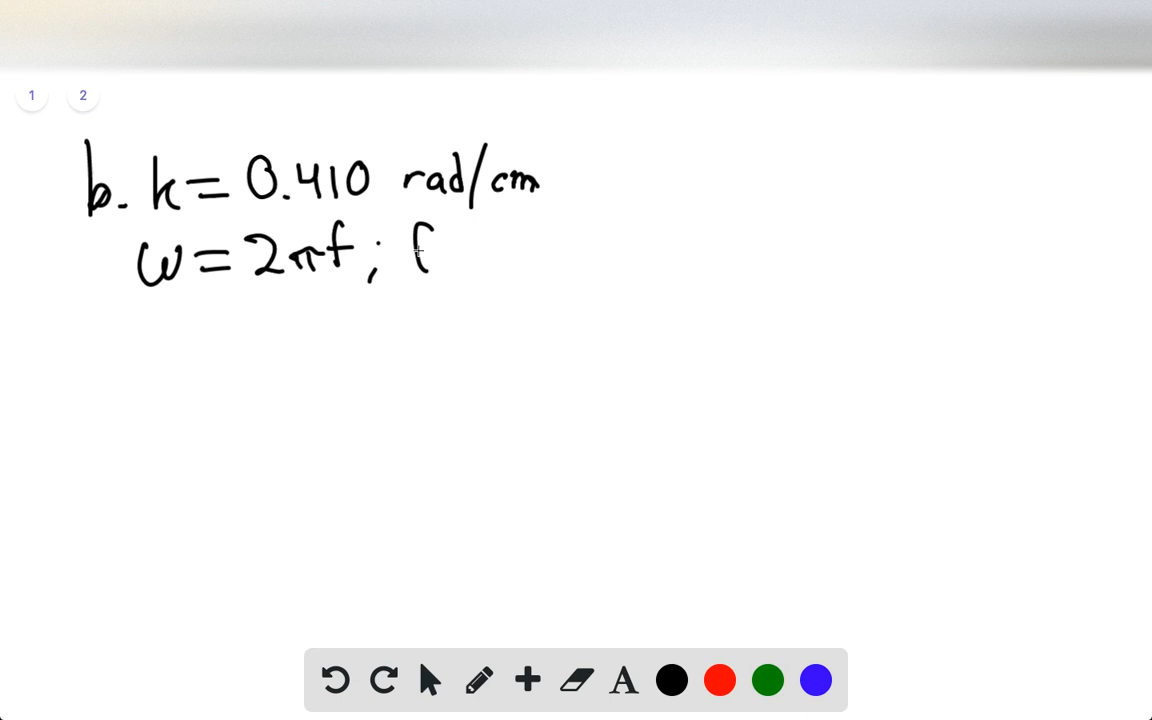 1 2
b. k = 0.410 rad/cm
ω = 2πf ; f
A